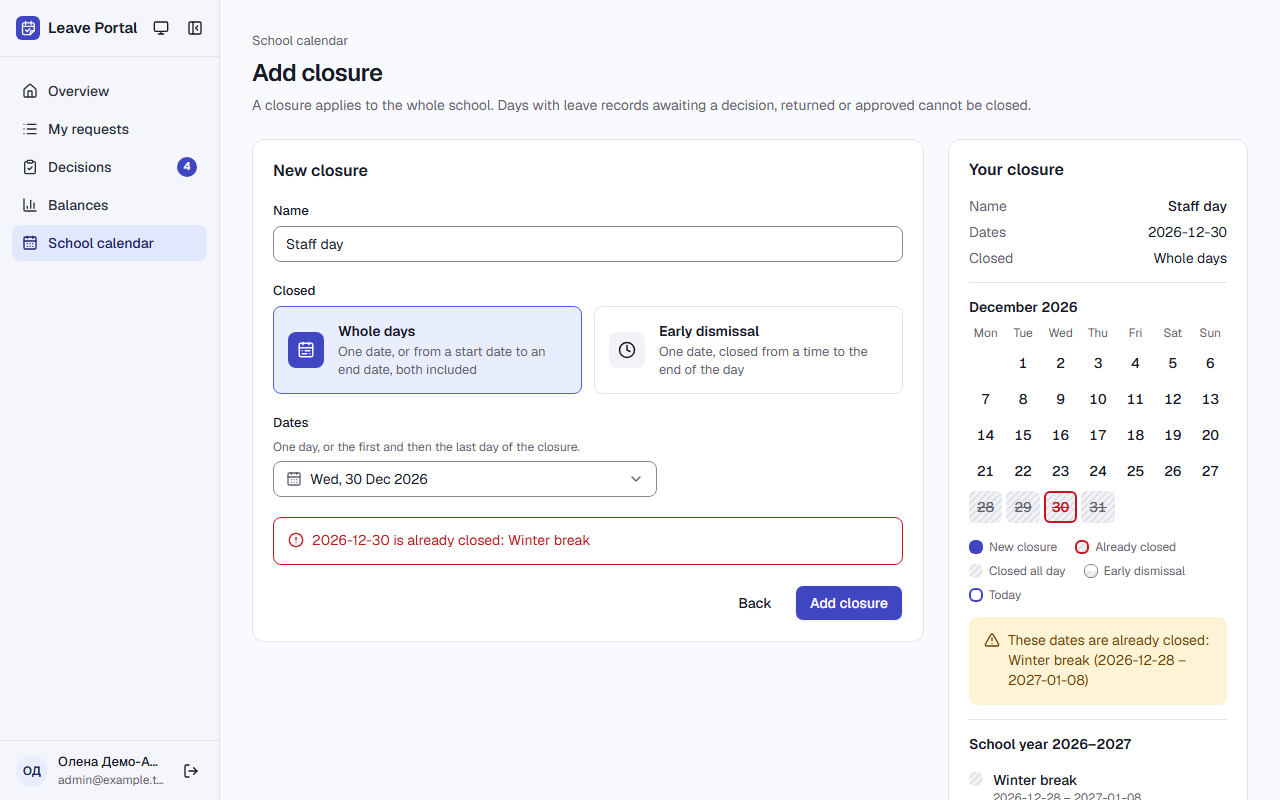 Leave Portal
Overview
My requests
Decisions 4
Balances
School calendar
ОД
Олена Демо-А...
admin@example.t...
School calendar
Add closure
A closure applies to the whole school. Days with leave records awaiting a decision, returned or approved cannot be closed.
New closure
Name
Staff day
Closed
Whole days
One date, or from a start date to an
end date, both included
Early dismissal
One date, closed from a time to the
end of the day
Dates
One day, or the first and then the last day of the closure.
Wed, 30 Dec 2026
2026-12-30 is already closed: Winter break
Back Add closure
Your closure
Name Staff day
Dates 2026-12-30
Closed Whole days
December 2026
Mon Tue Wed Thu Fri Sat Sun
1 2 3 4 5 6
7 8 9 10 11 12 13
14 15 16 17 18 19 20
21 22 23 24 25 26 27
28 29 30 31
New closure Already closed
Closed all day Early dismissal
Today
These dates are already closed:
Winter break (2026-12-28 –
2027-01-08)
School year 2026–2027
Winter break
2026-12-28 – 2027-01-08